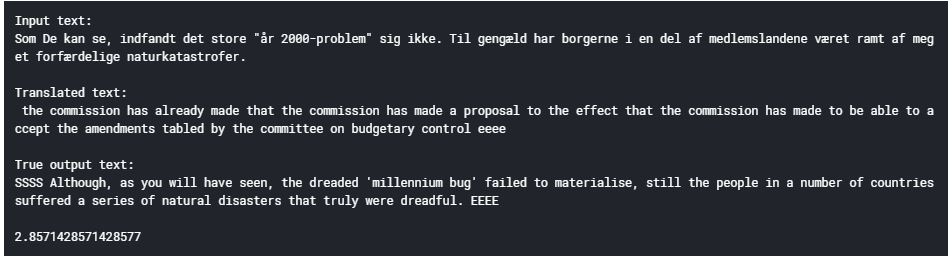 Input text:
Som De kan se, indfandt det store "år 2000-problem" sig ikke. Til gengæld har borgerne i en del af medlemslandene været ramt af meg
et forfærdelige naturkatastrofer.
Translated text:
the commission has already made that the commission has made a proposal to the effect that the commission has made to be able to a
ccept the amendments tabled by the committee on budgetary control eeee
True output text:
SSSS Although, as you will have seen, the dreaded 'millennium bug' failed to materialise, still the people in a number of countries
suffered a series of natural disasters that truly were dreadful. EEEE
2.8571428571428577